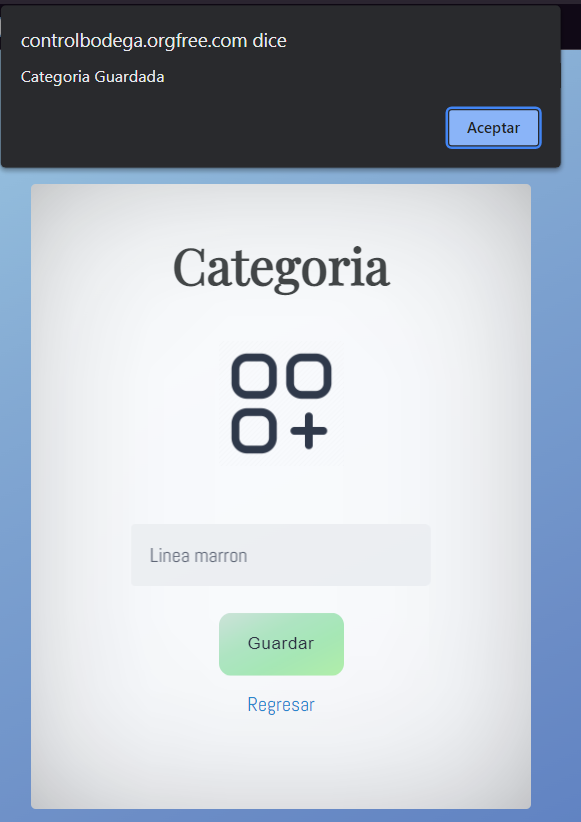 controlbodega.orgfree.com dice
Categoria Guardada
Aceptar
Categoria
Linea marron
Guardar
Regresar